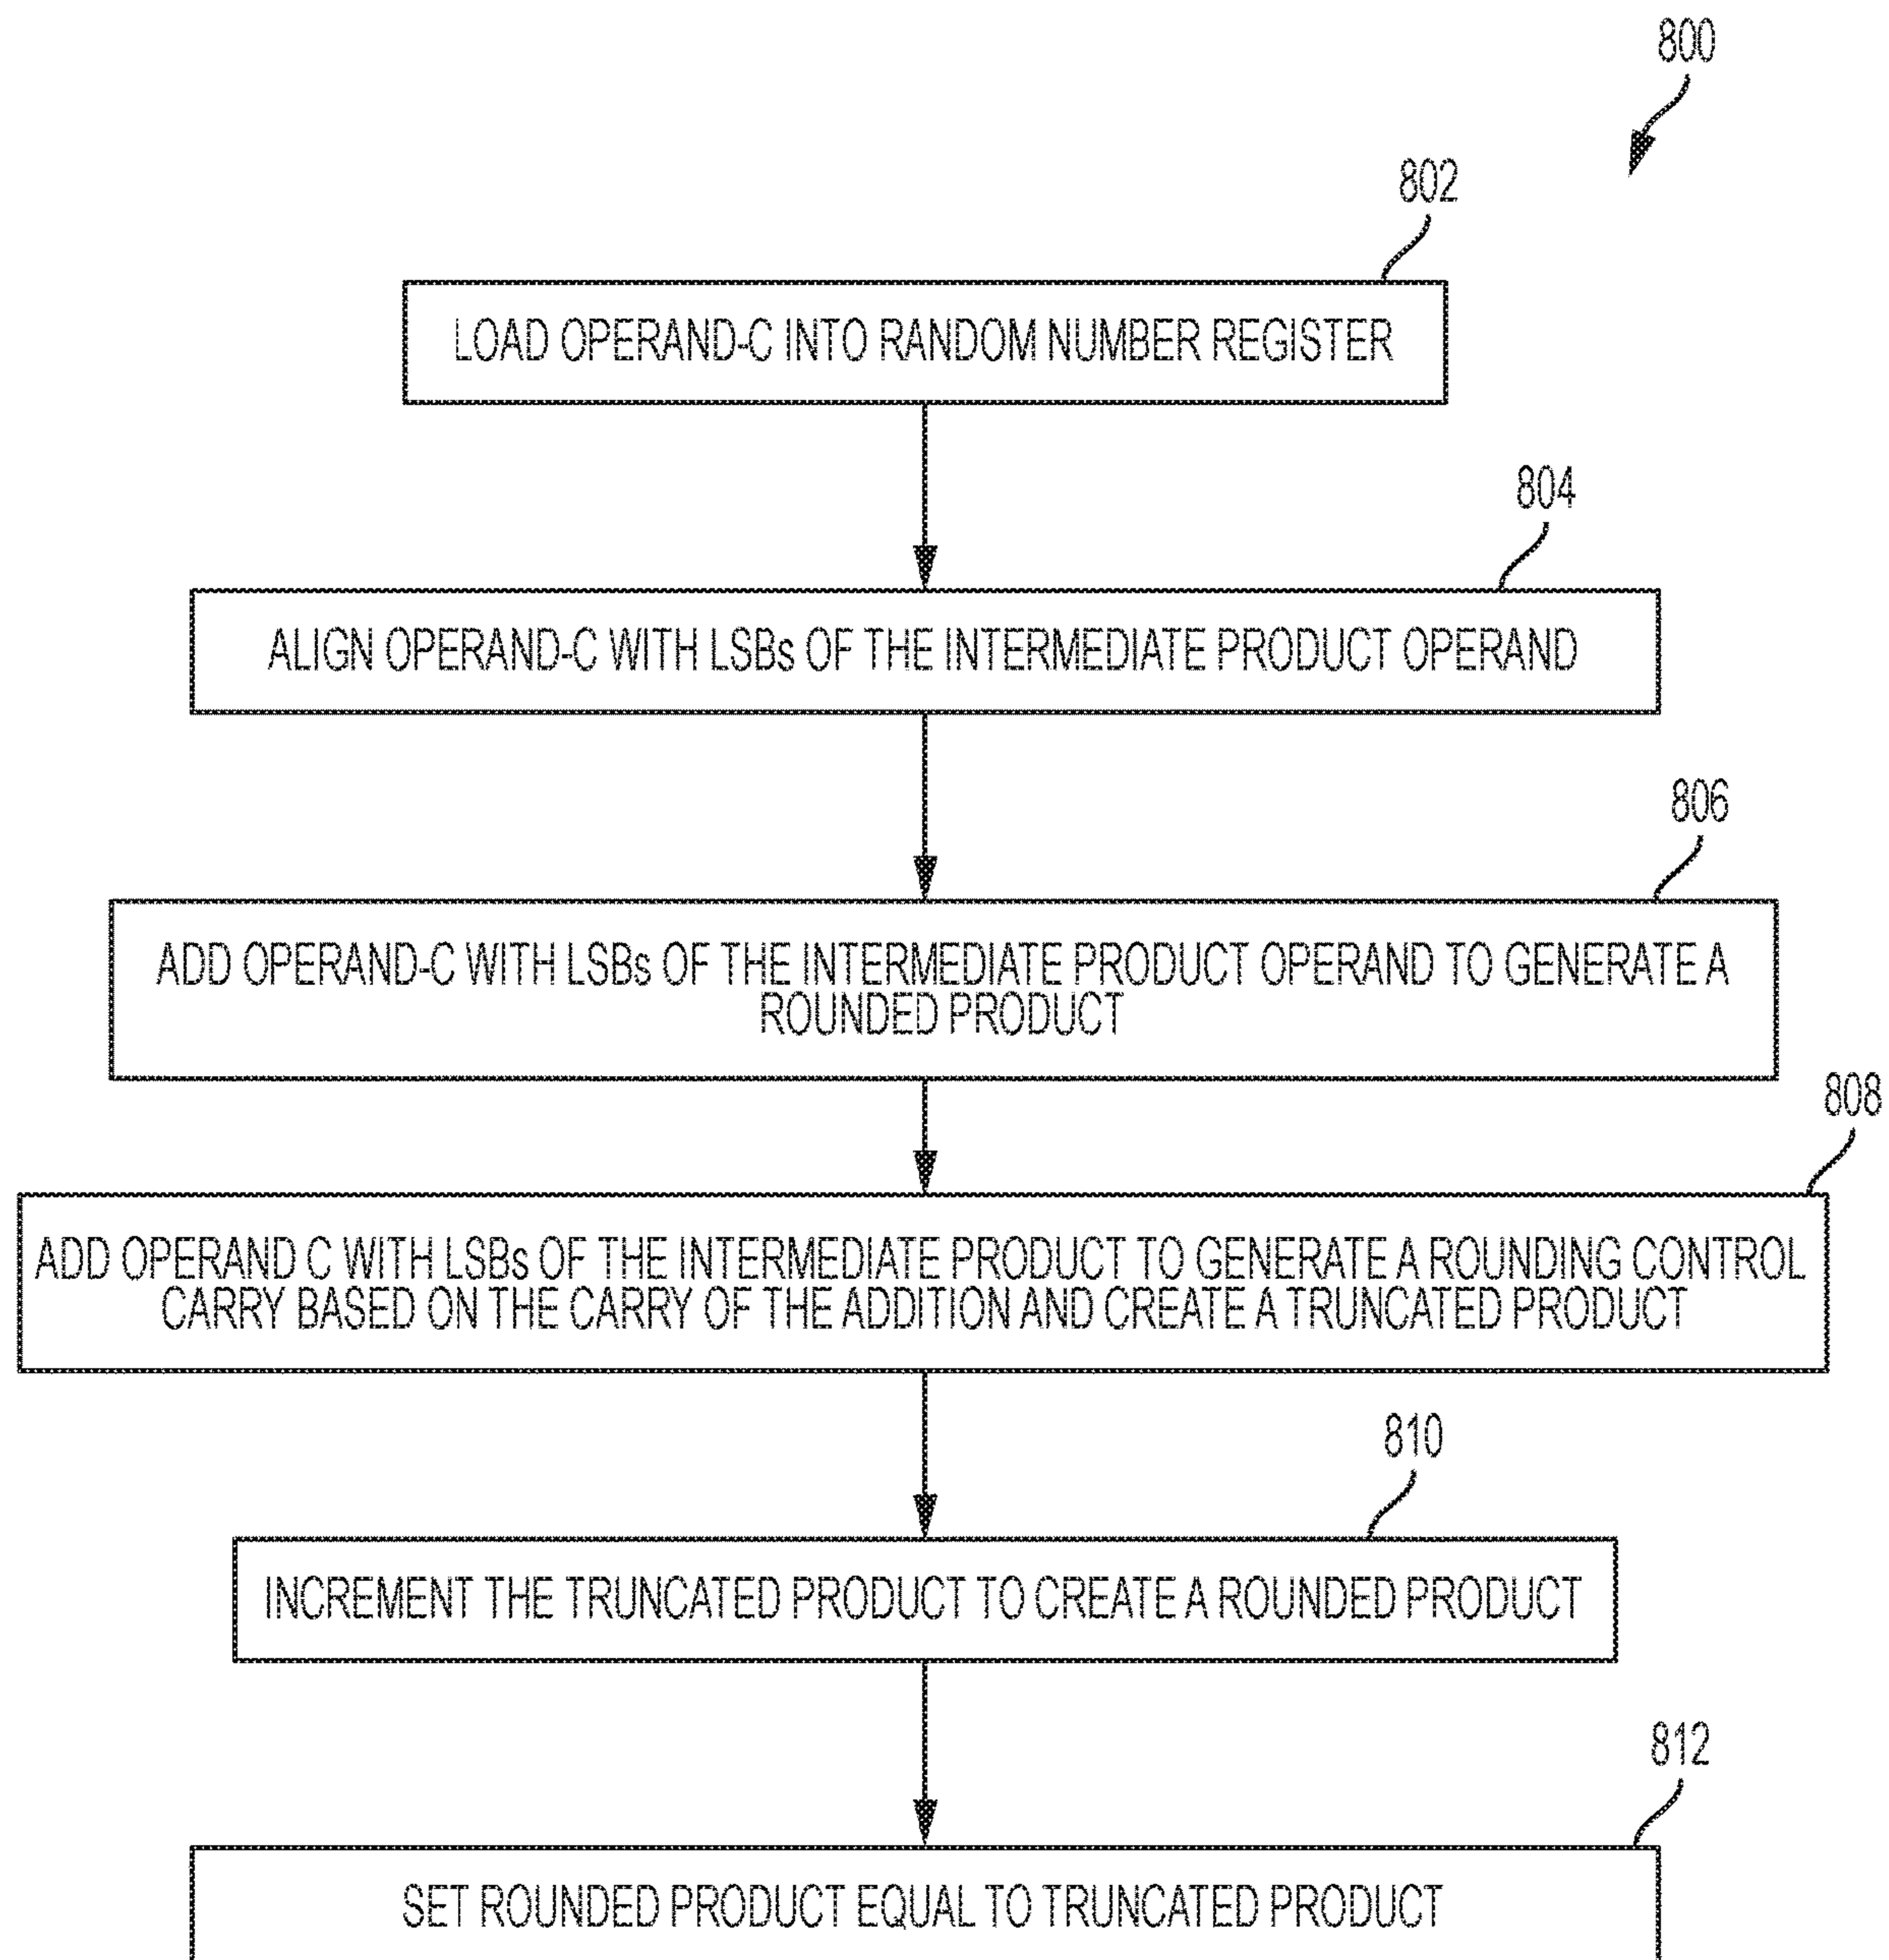 800
802
LOAD OPERAND-C INTO RANDOM NUMBER REGISTER
804
ALIGN OPERAND-C WITH LSBs OF THE INTERMEDIATE PRODUCT OPERAND
806
ADD OPERAND-C WITH LSBs OF THE INTERMEDIATE PRODUCT OPERAND TO GENERATE A
ROUNDED PRODUCT
808
ADD OPERAND C WITH LSBs OF THE INTERMEDIATE PRODUCT TO GENERATE A ROUNDING CONTROL
CARRY BASED ON THE CARRY OF THE ADDITION AND CREATE A TRUNCATED PRODUCT
810
INCREMENT THE TRUNCATED PRODUCT TO CREATE A ROUNDED PRODUCT
812
SET ROUNDED PRODUCT EQUAL TO TRUNCATED PRODUCT